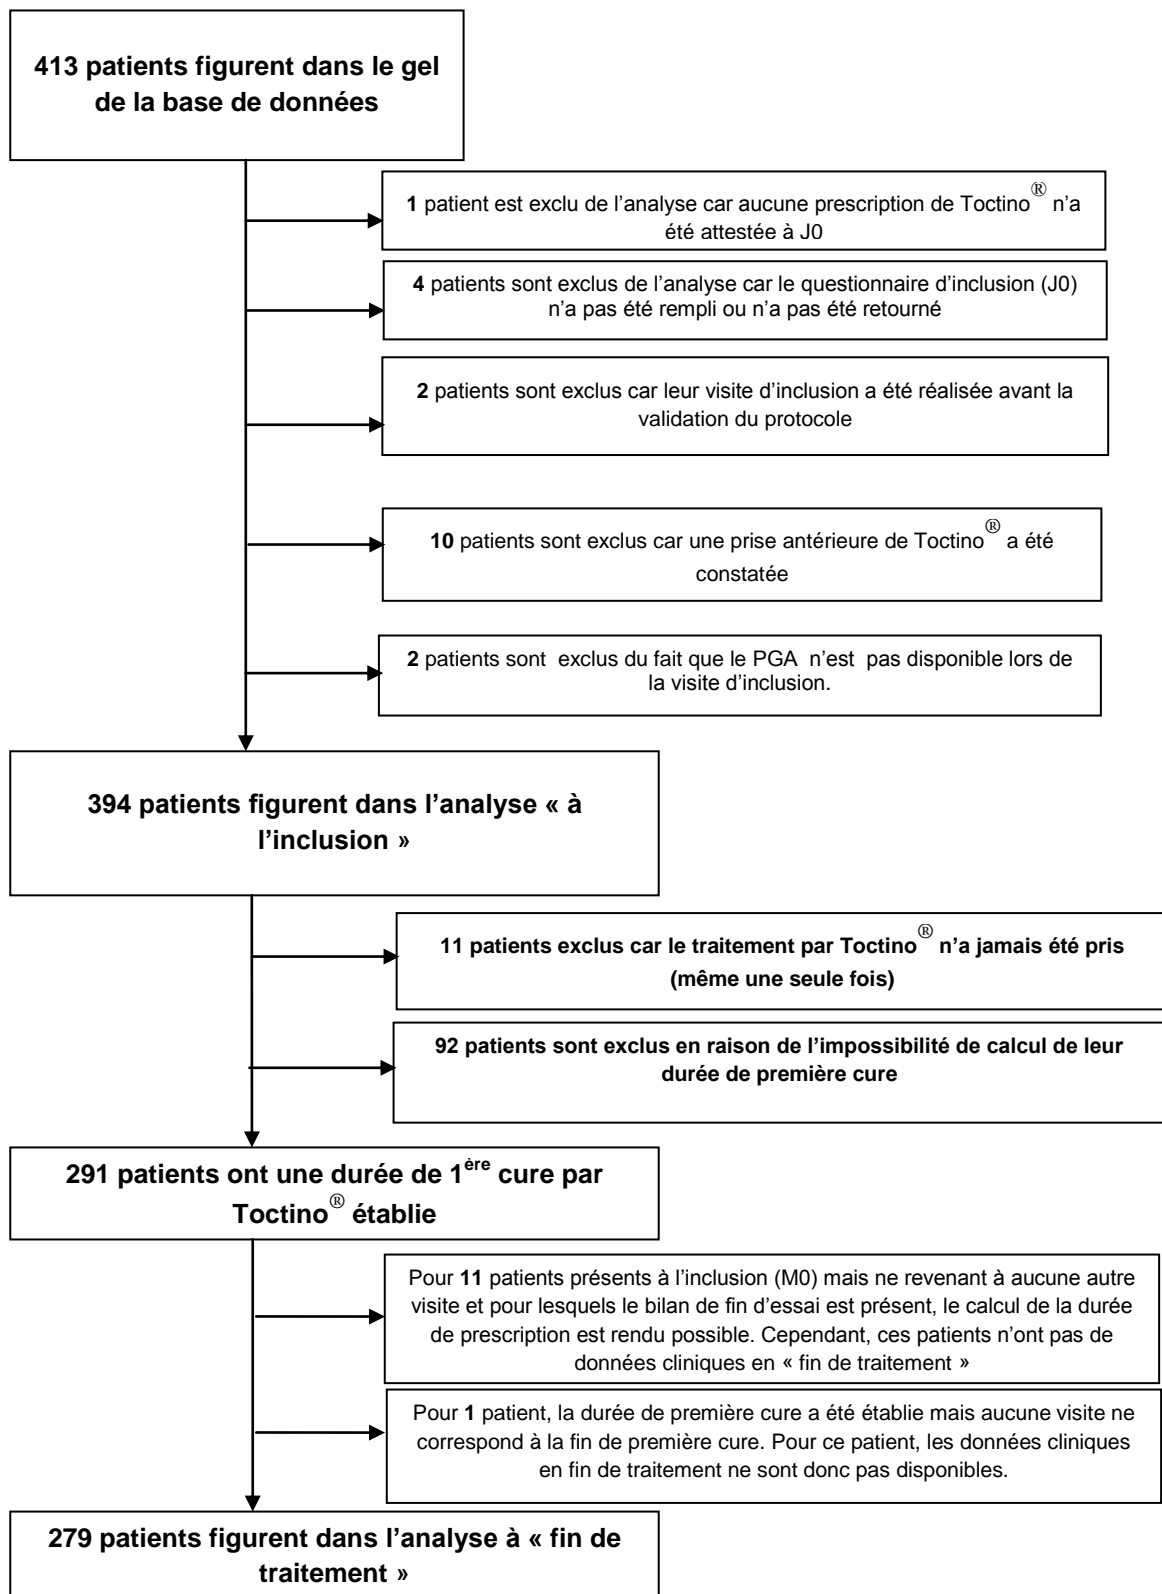 413 patients figurent dans le gel
de la base de données
1 patient est exclu de l’analyse car aucune prescription de Toctino® n’a
été attestée à J0
4 patients sont exclus de l’analyse car le questionnaire d’inclusion (J0)
n’a pas été rempli ou n’a pas été retourné
2 patients sont exclus car leur visite d’inclusion a été réalisée avant la
validation du protocole
10 patients sont exclus car une prise antérieure de Toctino® a été
constatée
2 patients sont exclus du fait que le PGA n’est pas disponible lors de
la visite d’inclusion.
394 patients figurent dans l’analyse « à
l’inclusion »
11 patients exclus car le traitement par Toctino® n’a jamais été pris
(même une seule fois)
92 patients sont exclus en raison de l’impossibilité de calcul de leur
durée de première cure
291 patients ont une durée de 1ère cure par
Toctino® établie
Pour 11 patients présents à l’inclusion (M0) mais ne revenant à aucune autre
visite et pour lesquels le bilan de fin d’essai est présent, le calcul de la durée
de prescription est rendu possible. Cependant, ces patients n’ont pas de
données cliniques en « fin de traitement »
Pour 1 patient, la durée de première cure a été établie mais aucune visite ne
correspond à la fin de première cure. Pour ce patient, les données cliniques
en fin de traitement ne sont donc pas disponibles.
279 patients figurent dans l’analyse à « fin de
traitement »